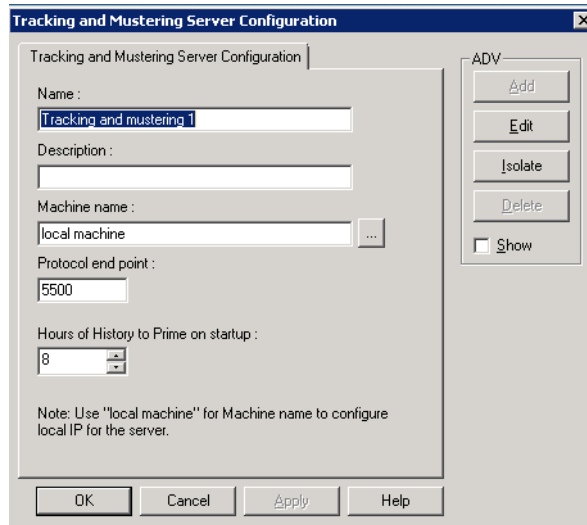 Tracking and Mustering Server Configuration
Tracking and Mustering Server Configuration
Name :
Tracking and mustering 1
Description :
Machine name :
local machine
...
Protocol end point :
5500
Hours of History to Prime on startup :
8
Note: Use "local machine" for Machine name to configure
local IP for the server.
ADV
Add
Edit
Isolate
Delete
Show
OK
Cancel
Apply
Help